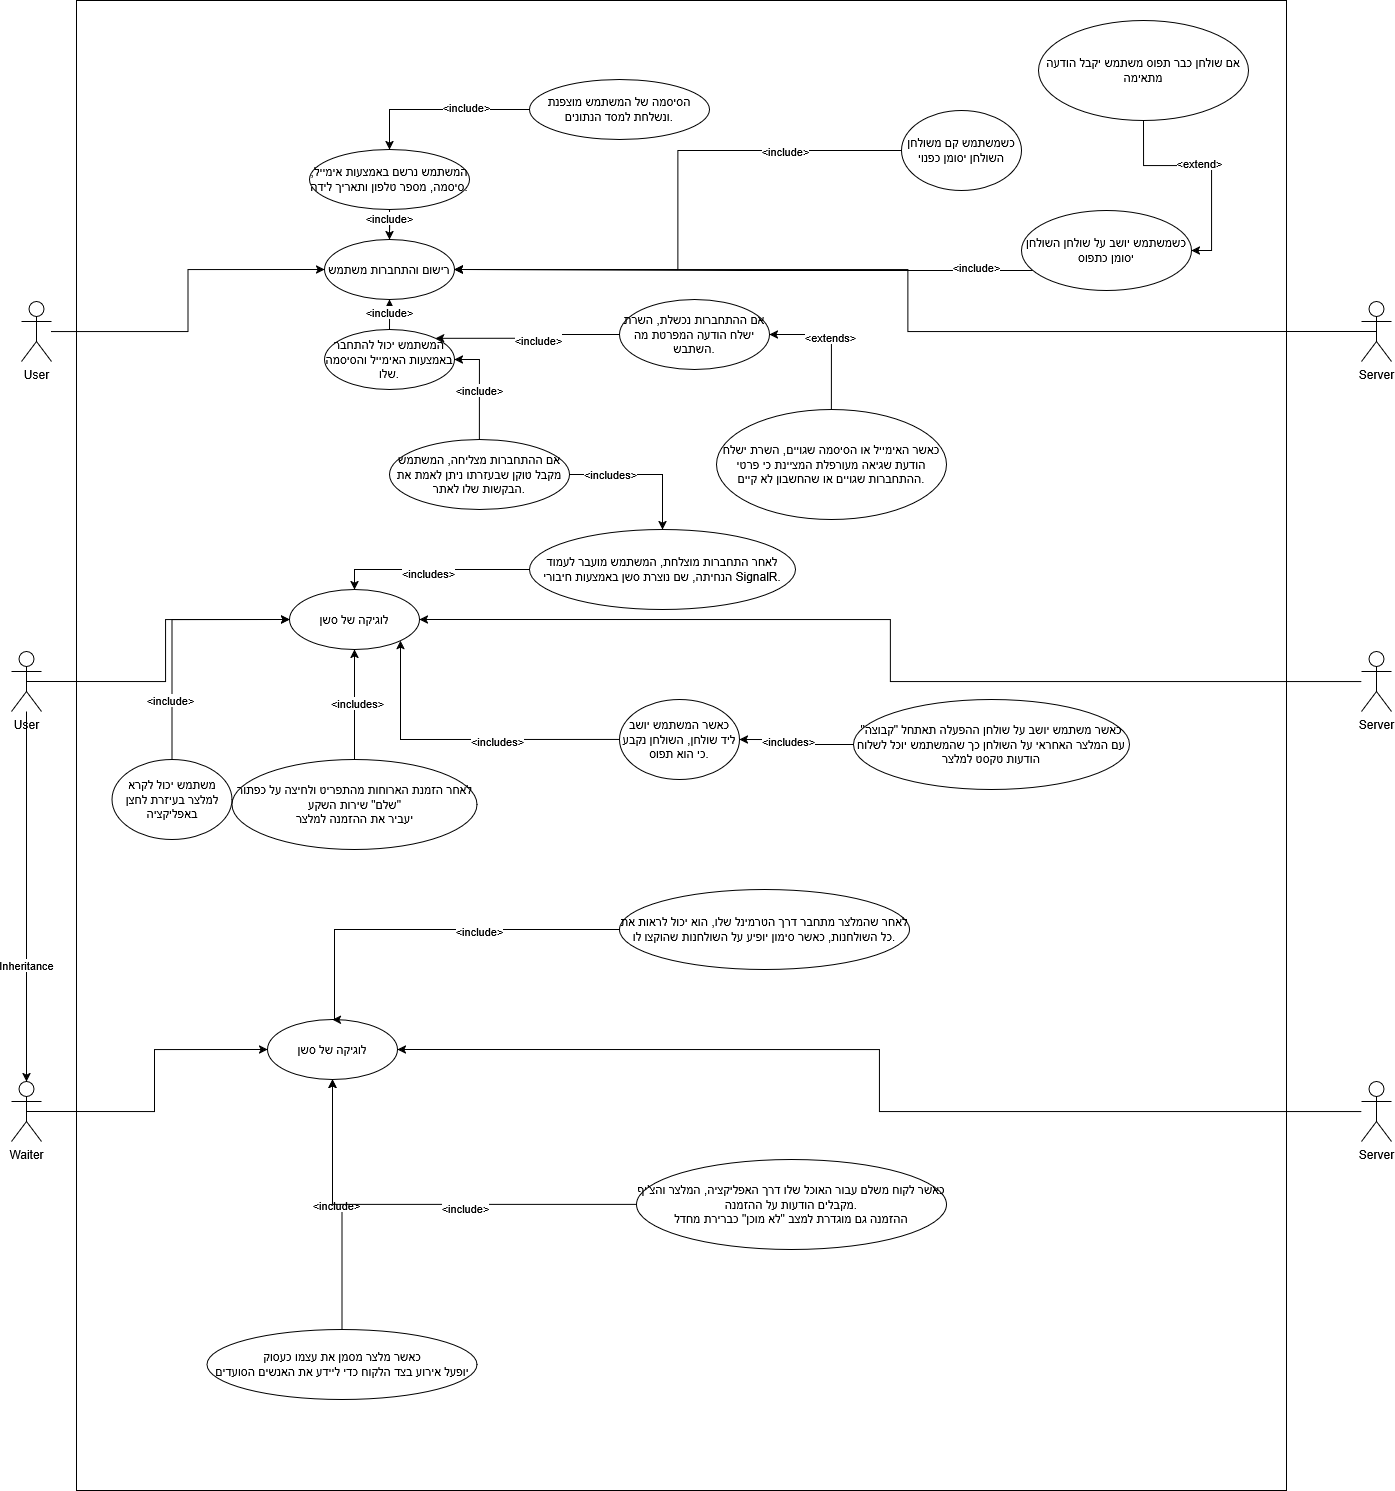 אם שולחן כבר תפוס משתמש יקבל הודעה
מתאימה
<extend>
הסיסמה של המשתמש מוצפנת
ונשלחת למסד הנתונים.
<include>
כשמשתמש קם משולחן
השולחן יסומן כפנוי
<include>
המשתמש נרשם באמצעות אימייל,
סיסמה, מספר טלפון ותאריך לידה.
<include>
כשמשתמש יושב על שולחן השולחן
יסומן כתפוס
<include>
רישום והתחברות משתמש
<include>
User
Server
המשתמש יכול להתחבר
באמצעות האימייל והסיסמה
שלו.
<include>
אם ההתחברות נכשלת, השרת
ישלח הודעה המפרטת מה
השתבש.
<extends>
<include>
כאשר האימייל או הסיסמה שגויים, השרת ישלח
הודעת שגיאה מעורפלת המציינת כי פרטי
ההתחברות שגויים או שהחשבון לא קיים.
אם ההתחברות מצליחה, המשתמש
מקבל טוקן שבעזרתו ניתן לאמת את
הבקשות שלו לאתר.
<includes>
לאחר התחברות מוצלחת, המשתמש מועבר לעמוד
הנחיתה, שם נוצרת סשן באמצעות חיבורי SignalR.
<includes>
לוגיקה של סשן
User
Server
<include>
<includes>
<includes>
<includes>
כאשר המשתמש יושב
ליד שולחן, השולחן נקבע
כי הוא תפוס.
כאשר משתמש יושב על שולחן ההפעלה תאתחל "קבוצה"
עם המלצר האחראי על השולחן כך שהמשתמש יוכל לשלוח
הודעות טקסט למלצר
משתמש יכול לקרא
למלצר בעיזרת לחצן
באפליקציה
לאחר הזמנת הארוחות מהתפריט ולחיצה על כפתור
"שלם" שירות השקע
יעביר את ההזמנה למלצר
לאחר שהמלצר מתחבר דרך הטרמינל שלו, הוא יכול לראות את
כל השולחנות, כאשר סימון יופיע על השולחנות שהוקצו לו.
<include>
Inheritance
לוגיקה של סשן
Waiter
Server
כאשר לקוח משלם עבור האוכל שלו דרך האפליקציה, המלצר והצ'יף
מקבלים הודעות על ההזמנה.
ההזמנה גם מוגדרת למצב "לא מוכן" כברירת מחדל
<include>
<include>
כאשר מלצר מסמן את עצמו כעסוק
יופעל אירוע בצד הלקוח כדי ליידע את האנשים הסועדים